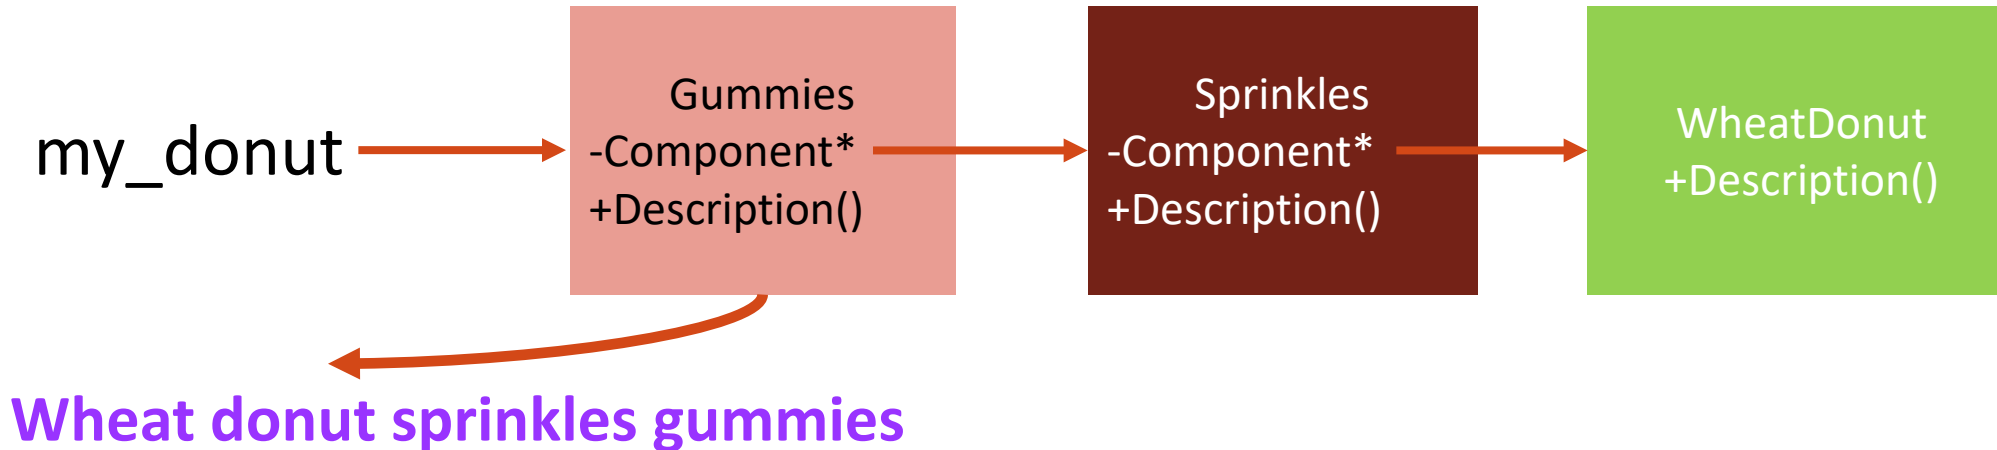 my_donut
Gummies
-Component*
+Description()
Sprinkles
-Component*
+Description()
WheatDonut
+Description()
Wheat donut sprinkles gummies